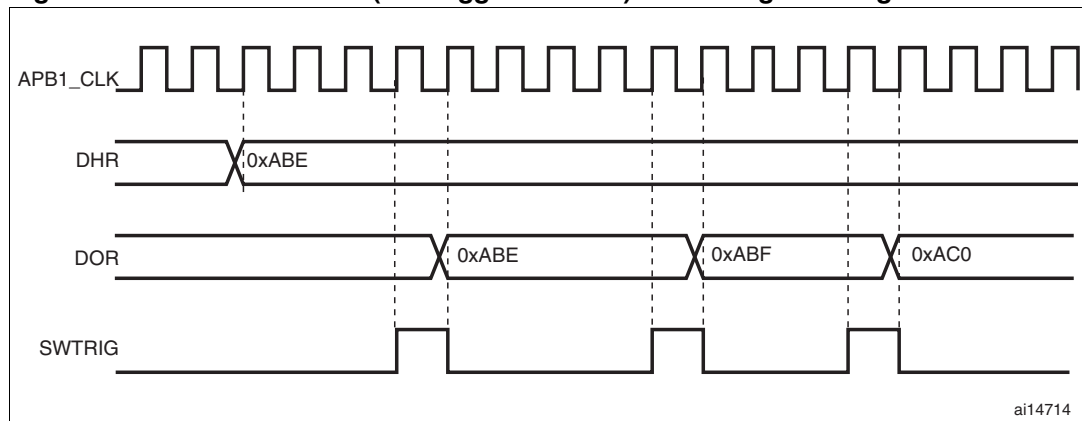 APB1_CLK
DHR
0xABE
DOR
0xABE
0xABF
0xAC0
SWTRIG
ai14714